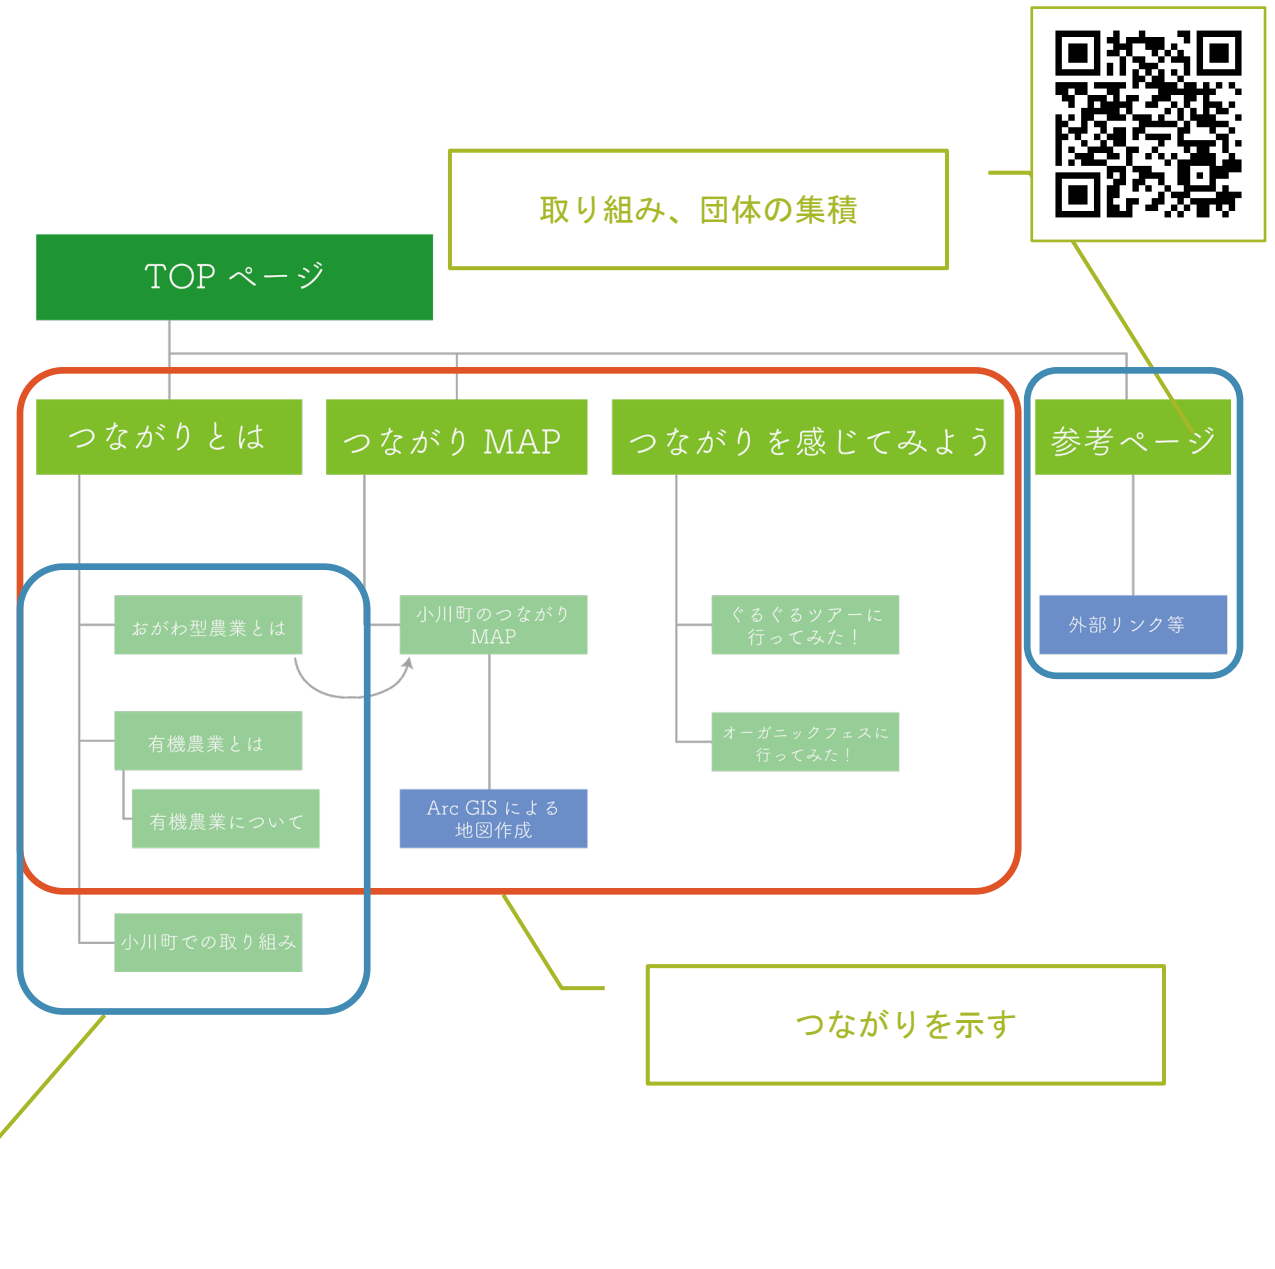 取り組み、団体の集積
TOP ページ
つながりとは
つながり MAP
つながりを感じてみよう
参考ページ
おがわ型農業とは
小川町のつながり
MAP
ぐるぐるツアーに
行ってみた！
外部リンク等
有機農業とは
オーガニックフェスに
行ってみた！
有機農業について
Arc GIS による
地図作成
小川町での取り組み
つながりを示す